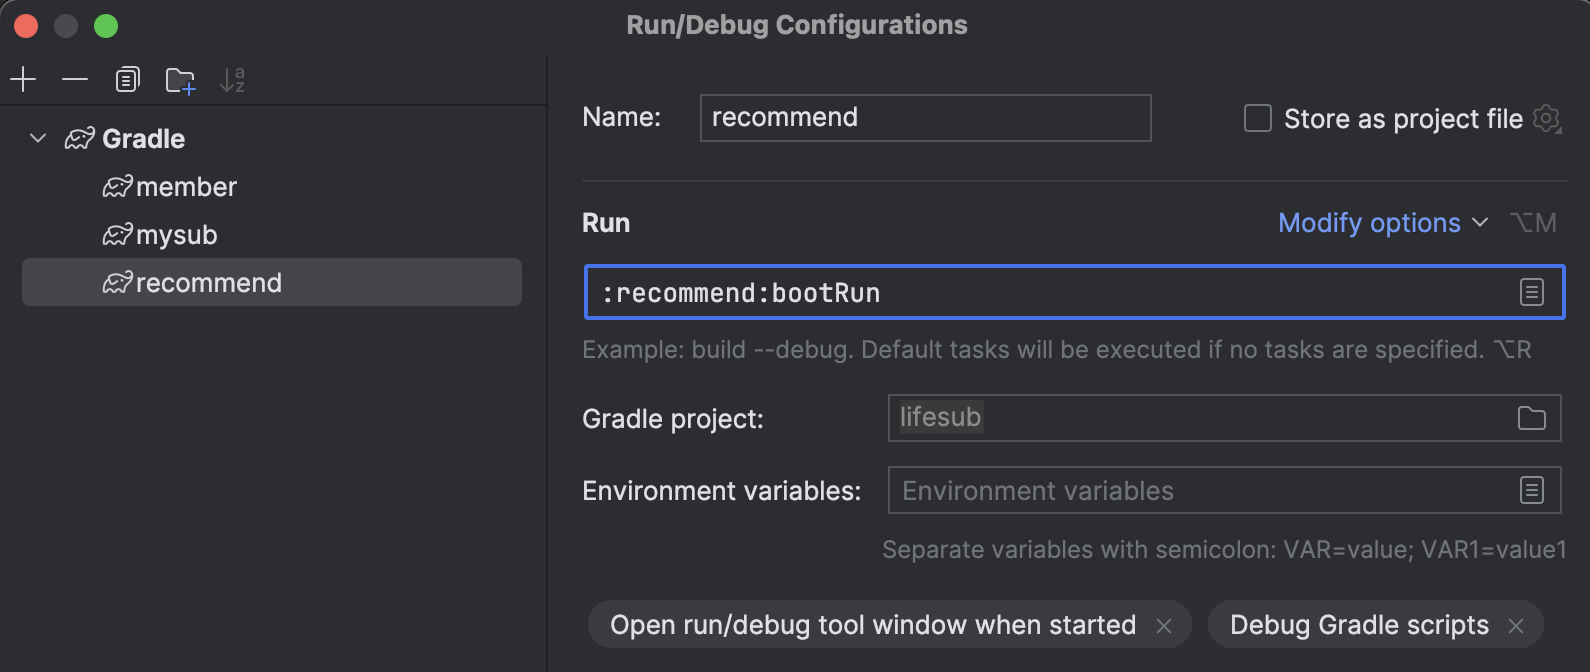 Run/Debug Configurations
Gradle
member
mysub
recommend
Name: recommend
Store as project file
Run
Modify options ⌥M
:recommend:bootRun
Example: build --debug. Default tasks will be executed if no tasks are specified. ⌥R
Gradle project: lifesub
Environment variables: Environment variables
Separate variables with semicolon: VAR=value; VAR1=value1
Open run/debug tool window when started ×
Debug Gradle scripts ×